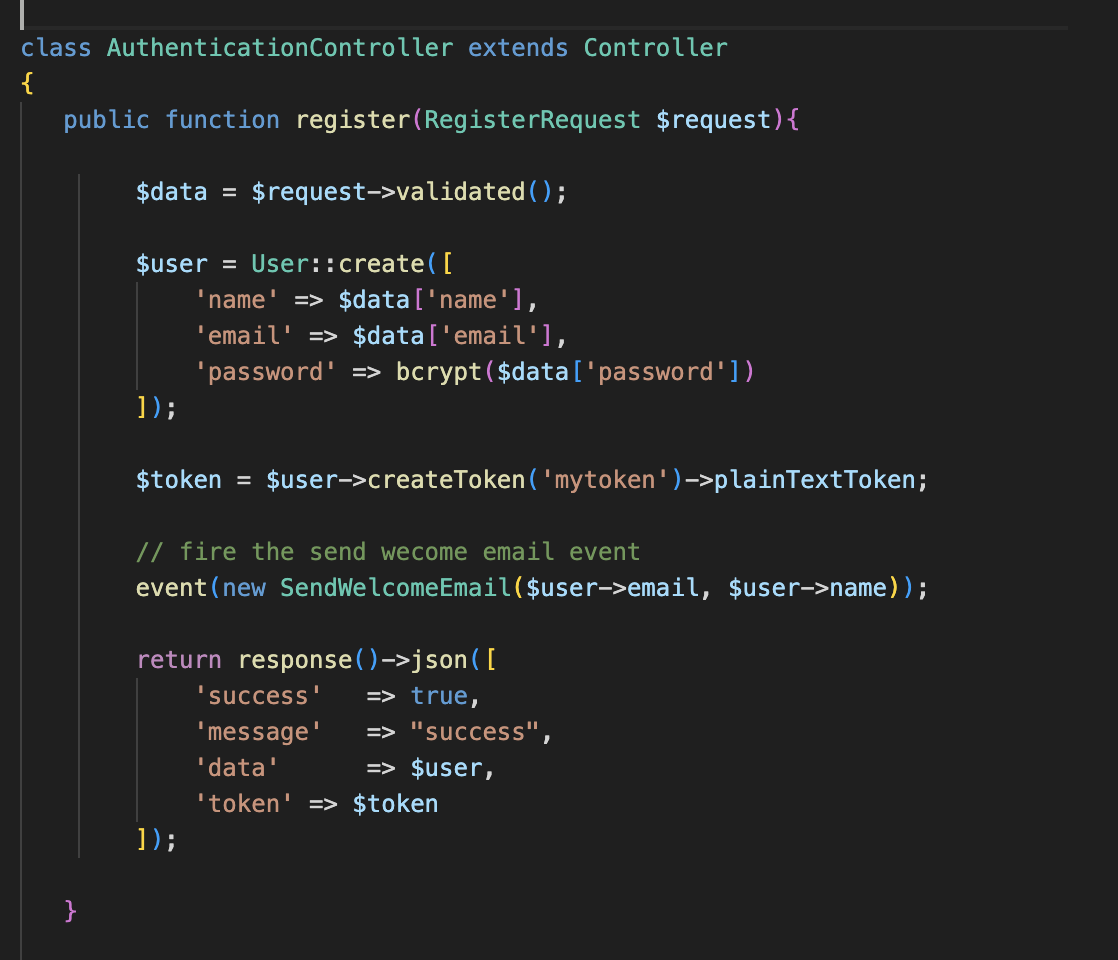 class AuthenticationController extends Controller
{
public function register(RegisterRequest $request){
$data = $request->validated();
$user = User::create([
'name' => $data['name'],
'email' => $data['email'],
'password' => bcrypt($data['password'])
]);
$token = $user->createToken('mytoken')->plainTextToken;
// fire the send wecome email event
event(new SendWelcomeEmail($user->email, $user->name));
return response()->json([
'success'   => true,
'message'   => "success",
'data'      => $user,
'token' => $token
]);
}